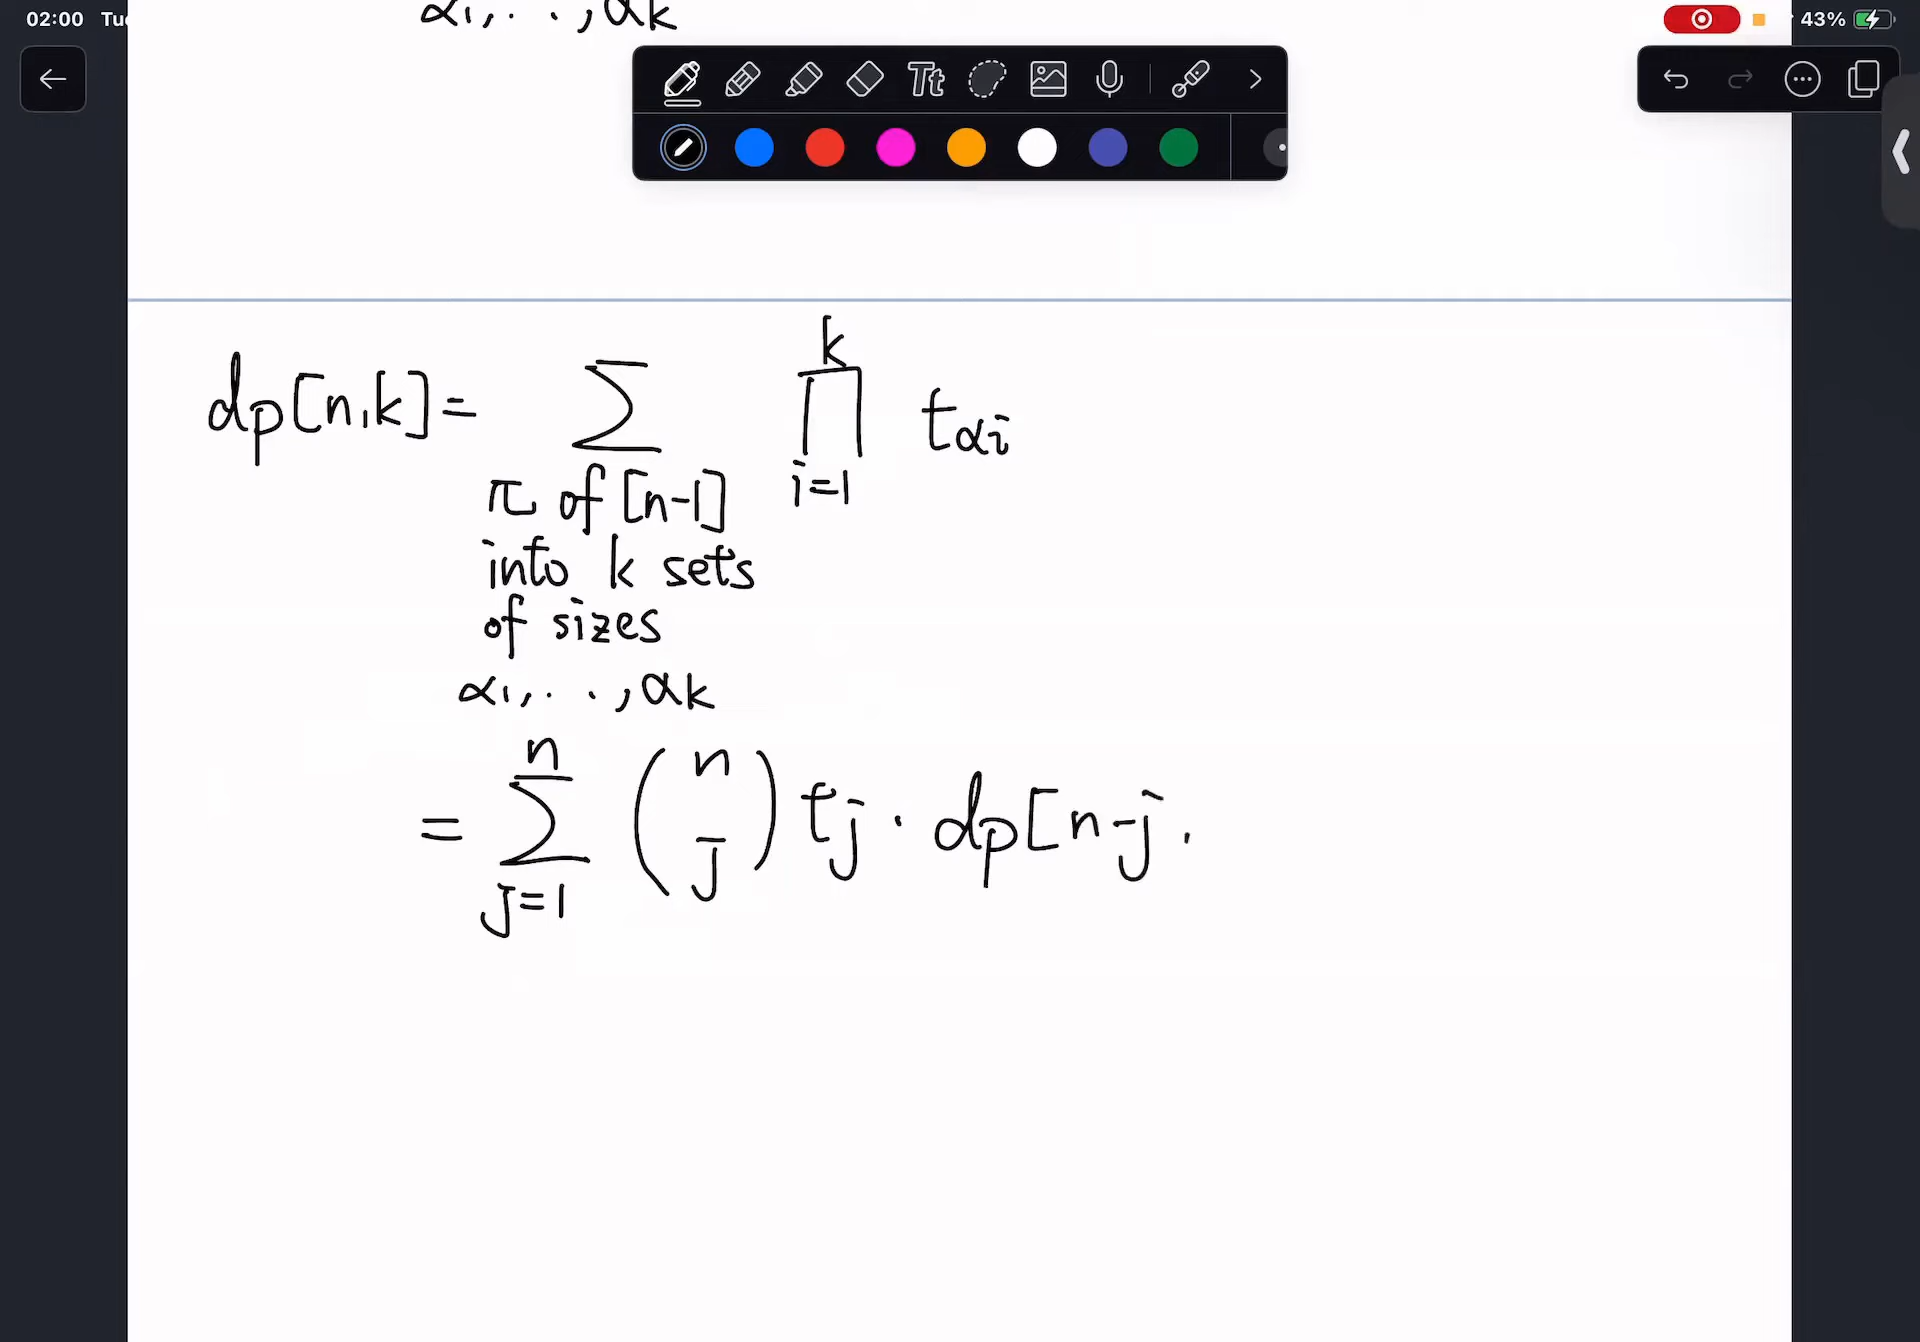 02:00 Tu
43%
α1, . . , αk
Tt
dp[n,k] = ∑ ∏ k i=1 tαi
π of [n-1]
into k sets
of sizes
α1, . . , αk
= ∑ n j=1 (n j) tj · dp[n-j.